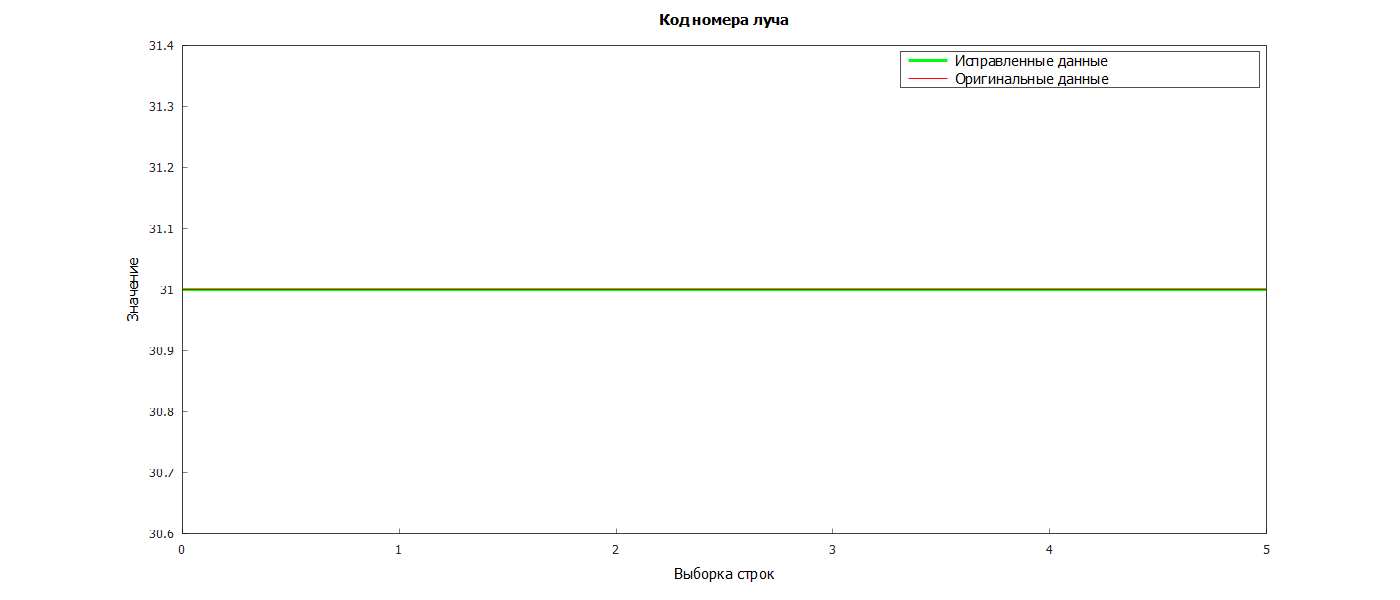 Код номера луча
31.4
31.3
31.2
31.1
31
30.9
30.8
30.7
30.6
Значение
Исправленные данные
Оригинальные данные
0 1 2 3 4 5
Выборка строк